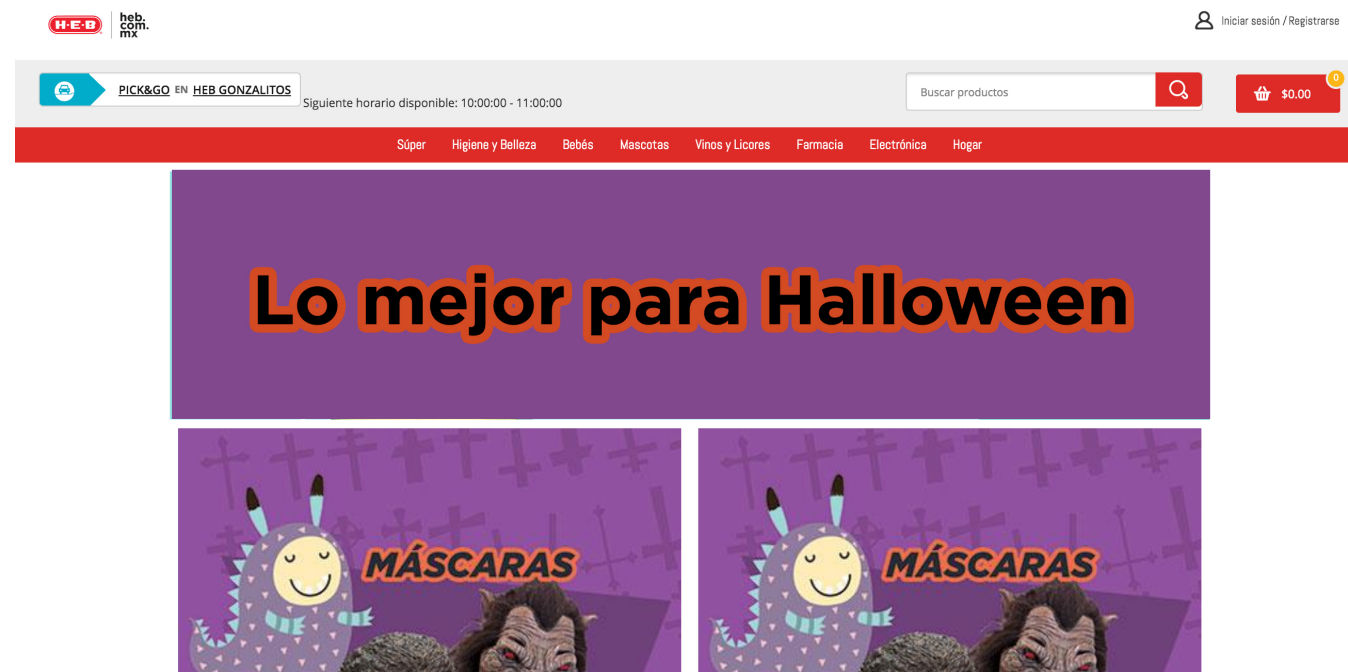 H-E-B heb.
com.
mx
Iniciar sesión / Registrarse
PICK&GO EN HEB GONZALITOS
Siguiente horario disponible: 10:00:00 - 11:00:00
Buscar productos
0
$0.00
Súper Higiene y Belleza Bebés Mascotas Vinos y Licores Farmacia Electrónica Hogar
Lo mejor para Halloween
MÁSCARAS
MÁSCARAS